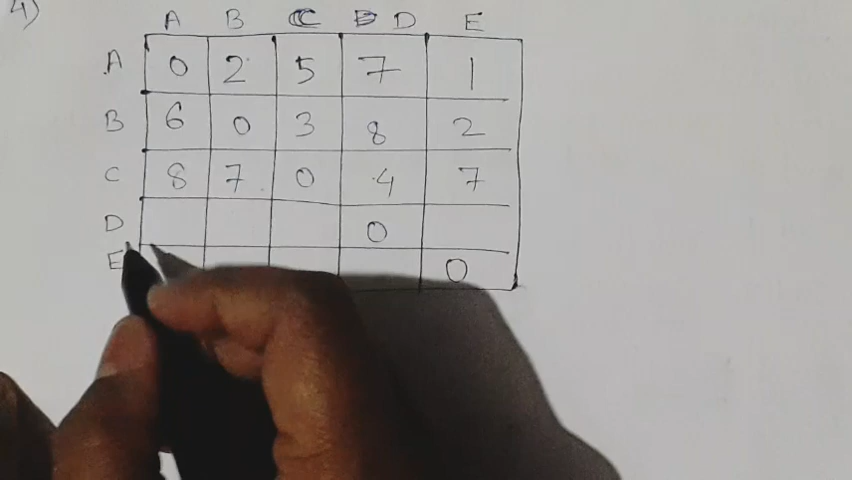 4)
A B C D E
A 0 2 5 7 1
B 6 0 3 8 2
C 8 7 0 4 7
D 0
E 0